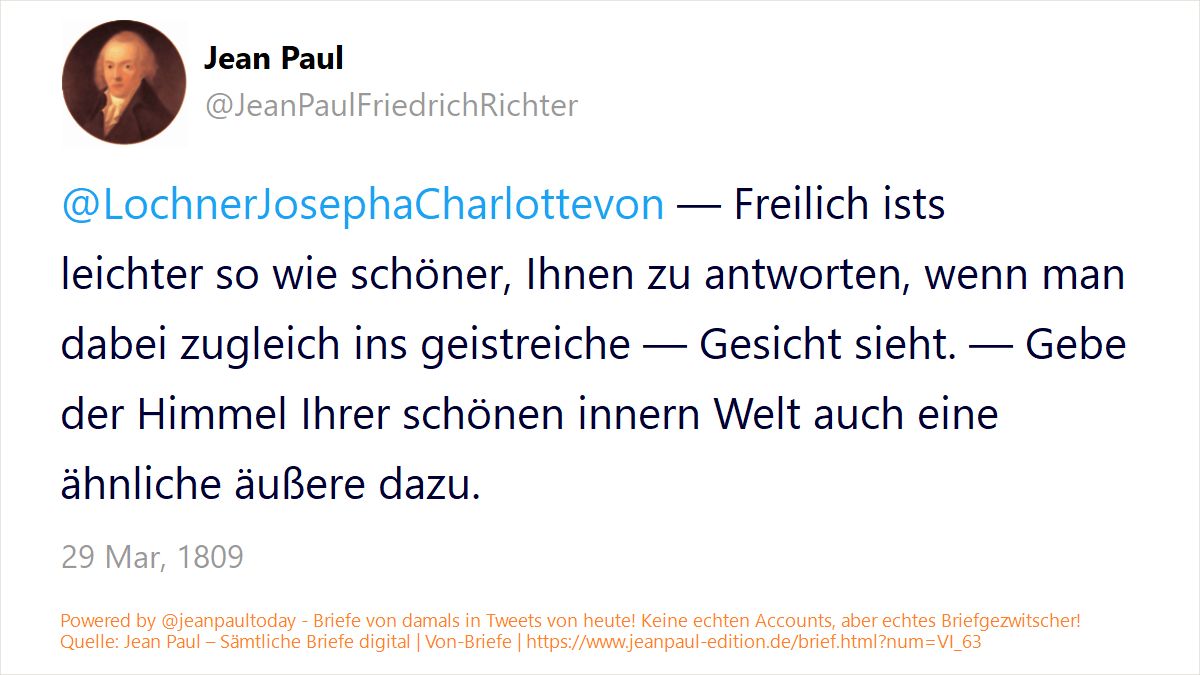 Jean Paul
@JeanPaulFriedrichRichter
@LochnerJosephaCharlottevon — Freilich ists
leichter so wie schöner, Ihnen zu antworten, wenn man
dabei zugleich ins geistreiche — Gesicht sieht. — Gebe
der Himmel Ihrer schönen innern Welt auch eine
ähnliche äußere dazu.
29 Mar, 1809
Powered by @jeanpaultoday - Briefe von damals in Tweets von heute! Keine echten Accounts, aber echtes Briefgezwitscher!
Quelle: Jean Paul – Sämtliche Briefe digital | Von-Briefe | https://www.jeanpaul-edition.de/brief.html?num=VI_63